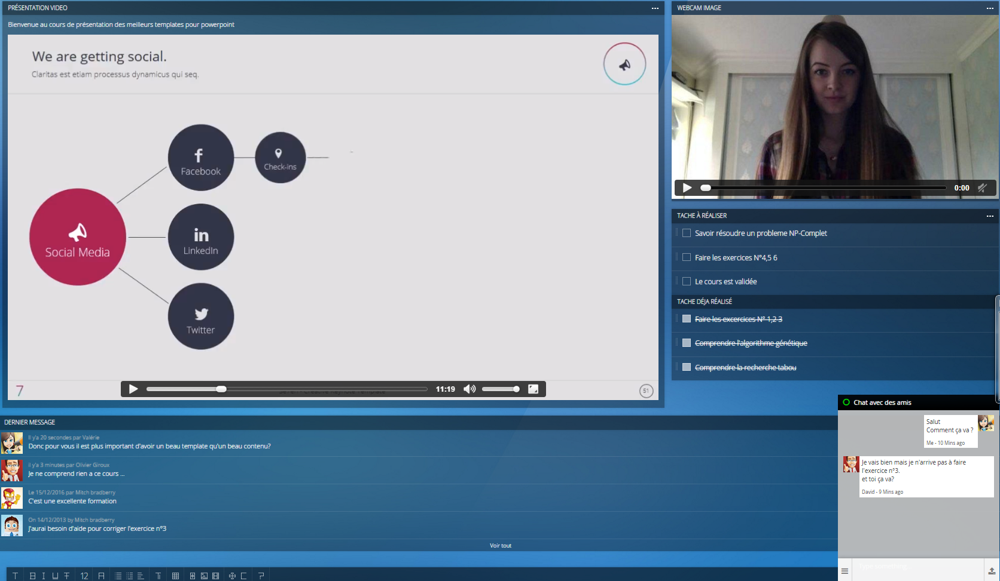 PRÉSENTATION VIDEO
Bienvenue au cours de présentation des meilleurs templates pour powerpoint
We are getting social.
Claritas est etiam processus dynamicus qui seq.
Facebook
Check-ins
Social Media
LinkedIn
Twitter
7
11:19
51
WEBCAM IMAGE
0:00
TACHE À RÉALISER
Savoir résoudre un probleme NP-Complet
Faire les exercices N°4,5 6
Le cours est validée
TACHE DÉJA RÉALISÉ
Faire les excercices N° 1,2 3
Comprendre l'algorithme génétique
Comprendre la recherche tabou
DERNIER MESSAGE
Il y'a 20 secondes par Valérie
Donc pour vous il est plus important d'avoir un beau template qu'un beau contenu?
il y'a 3 minutes par Olivier Giroux
Je ne comprend rien a ce cours ...
Le 15/12/2016 par Mitch bradberry
C'est une excellente formation
On 14/12/2013 by Mitch bradberry
J'aurai besoin d'aide pour corriger l'exercice n°3
Voir tout
Chat avec des amis
Salut
Comment ça va ?
Me - 10 Mins ago
Je vais bien mais je n'arrive pas à faire
l'exercice n°3.
et toi ça va?
David - 9 Mins ago
Type something...
12